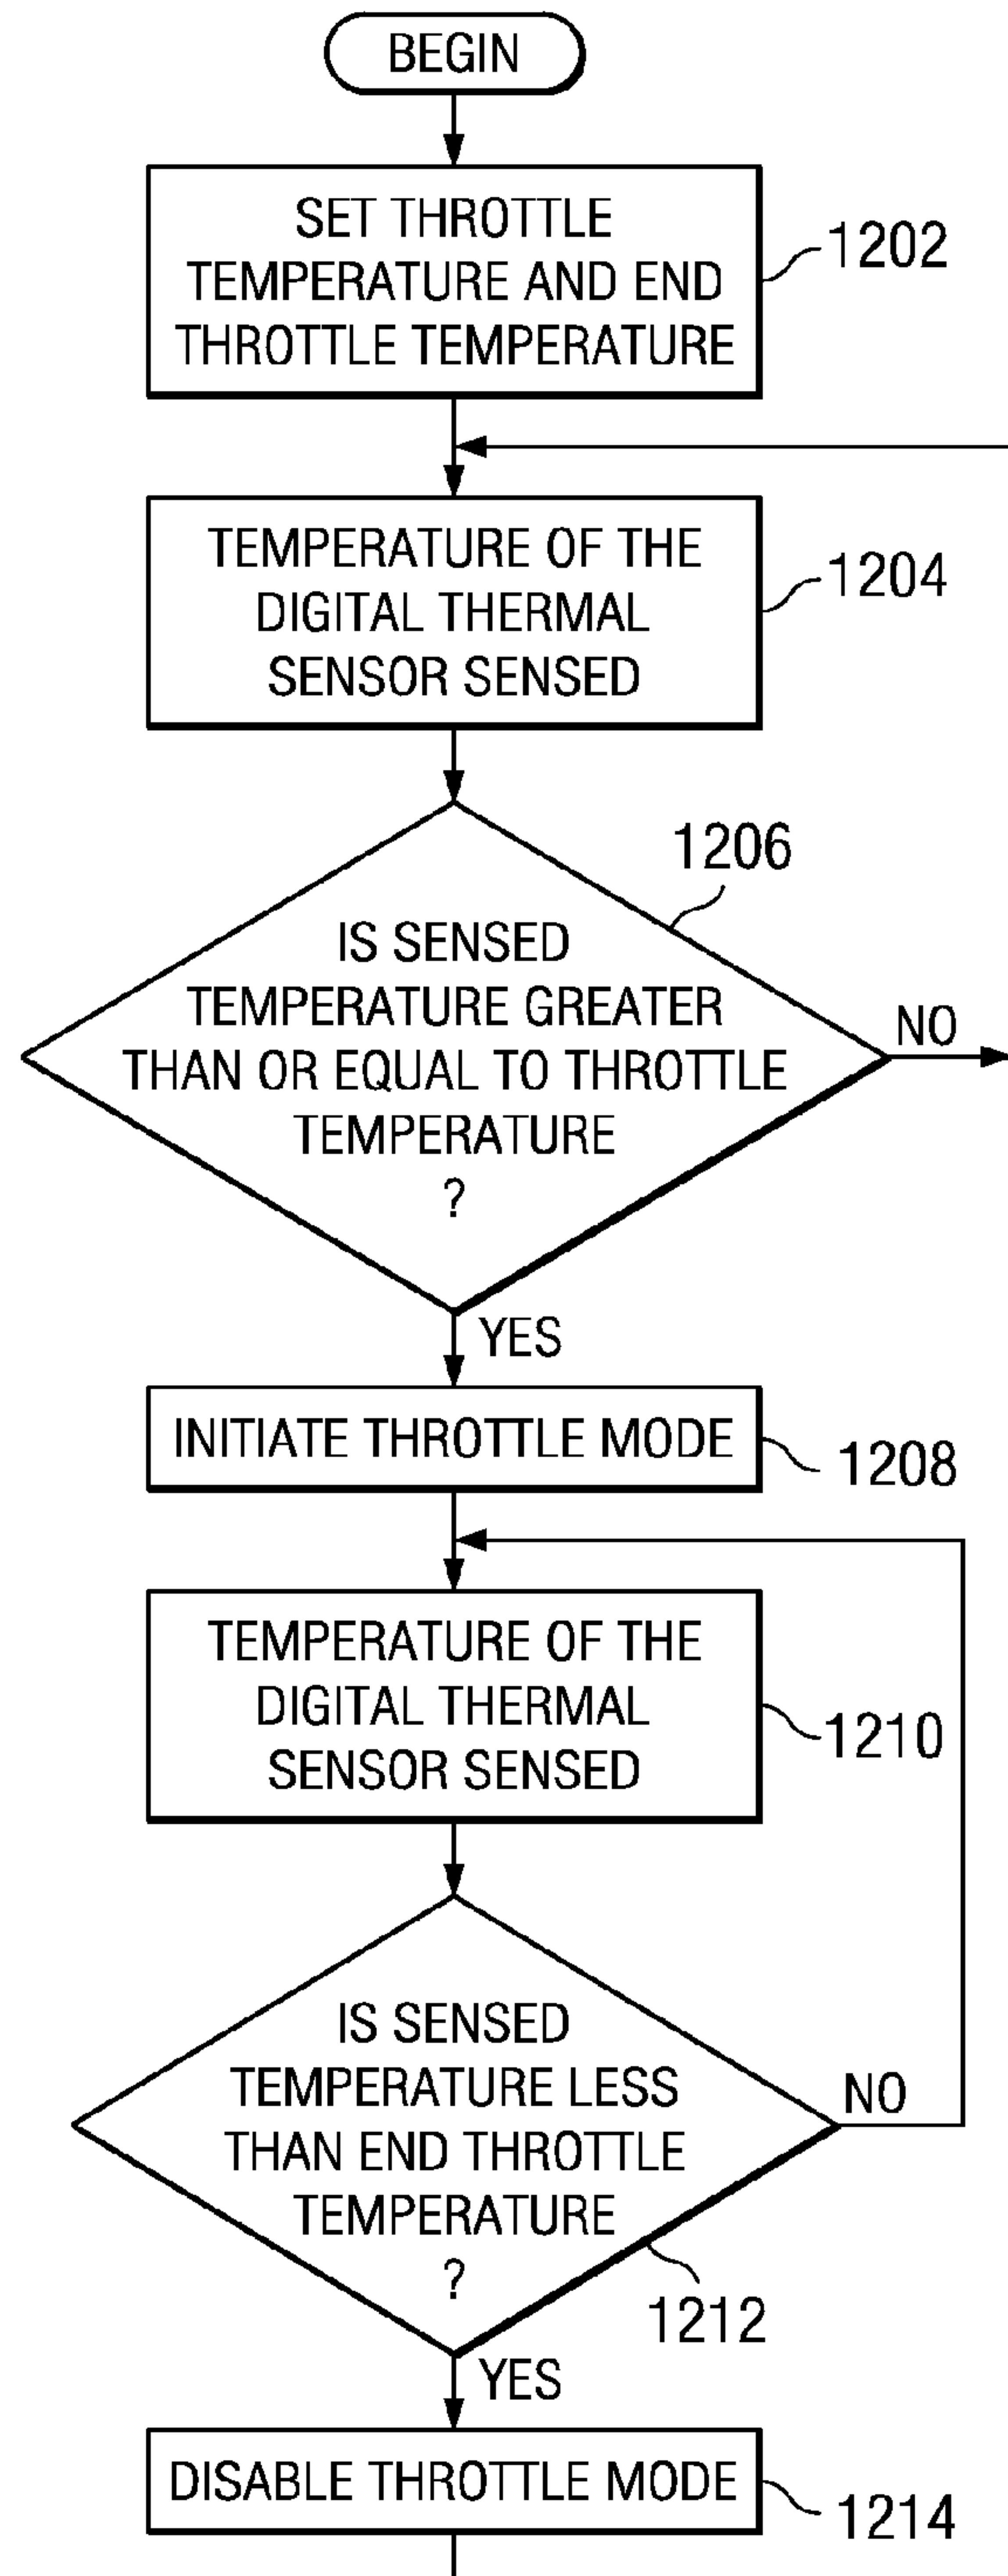 BEGIN
SET THROTTLE
TEMPERATURE AND END
THROTTLE TEMPERATURE
1202
TEMPERATURE OF THE
DIGITAL THERMAL
SENSOR SENSED
1204
1206
IS SENSED
TEMPERATURE GREATER
THAN OR EQUAL TO THROTTLE
TEMPERATURE
?
NO
YES
INITIATE THROTTLE MODE
1208
TEMPERATURE OF THE
DIGITAL THERMAL
SENSOR SENSED
1210
IS SENSED
TEMPERATURE LESS
THAN END THROTTLE
TEMPERATURE
?
NO
1212
YES
DISABLE THROTTLE MODE
1214